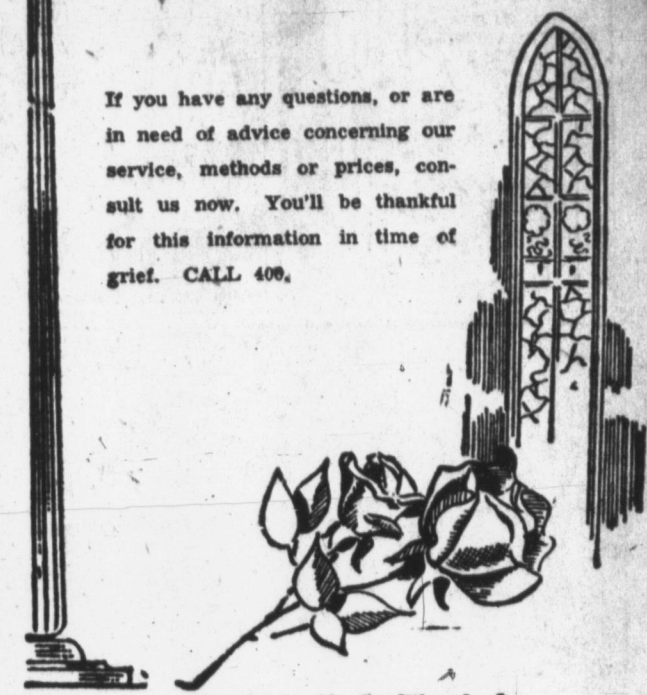 If you have any questions, or are
in need of advice concerning our
service, methods or prices, con-
sult us now. You'll be thankful
for this information in time of
grief. CALL 400.